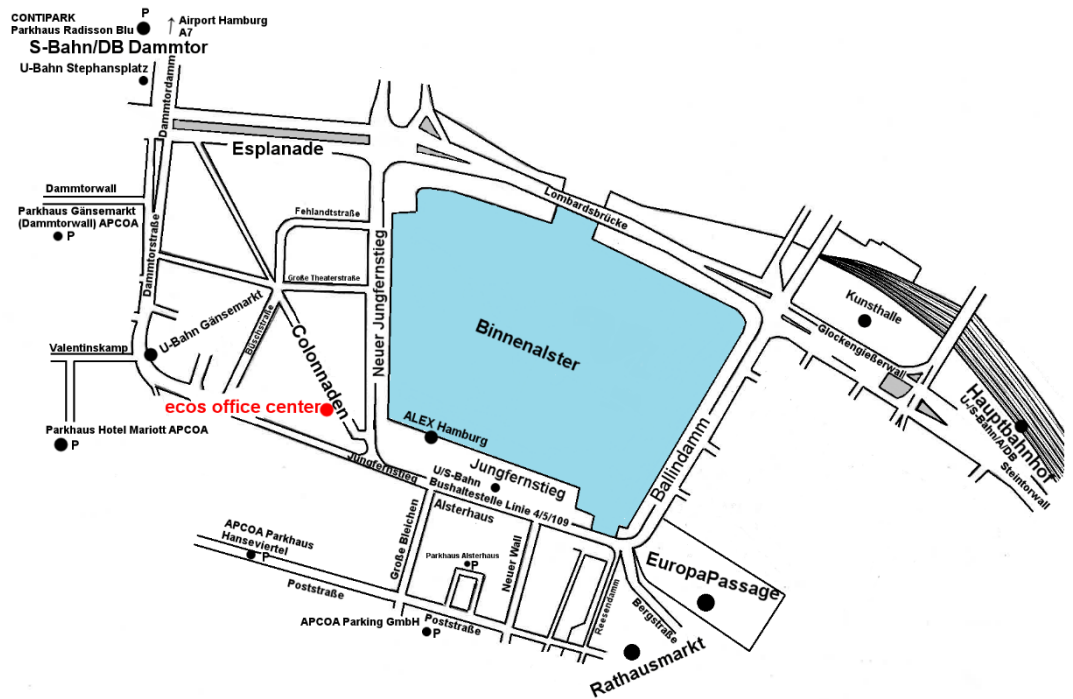 CONTIPARK
Parkhaus Radisson Blu
P
Airport Hamburg
A7
S-Bahn/DB Dammtor
U-Bahn Stephansplatz
Dammtordamm
Esplanade
Lombardsbrücke
Dammtorwall
Parkhaus Gänsemarkt
(Dammtorwall) APCOA
P
Dammtorstraße
Fehlandtstraße
Große Theaterstraße
Neuer Jungfernstieg
Binnenalster
Kunsthalle
Glockengießerwall
Hauptbahnhof
U-/S-Bahn/A/DB
Steintorwall
U-Bahn Gänsemarkt
Valentinskamp
Büschstraße
Colonnaden
ecos office center
Parkhaus Hotel Mariott APCOA
P
ALEX Hamburg
Jungfernstieg
Jungfernstieg
U/S-Bahn
Bushaltestelle Linie 4/5/109
Ballindamm
Alsterhaus
Große Bleichen
Neuer Wall
Parkhaus Alsterhaus
P
APCOA Parkhaus
Hanseviertel
P
Poststraße
Poststraße
APCOA Parking GmbH
P
Reesendamm
Bergstraße
EuropaPassage
Rathausmarkt